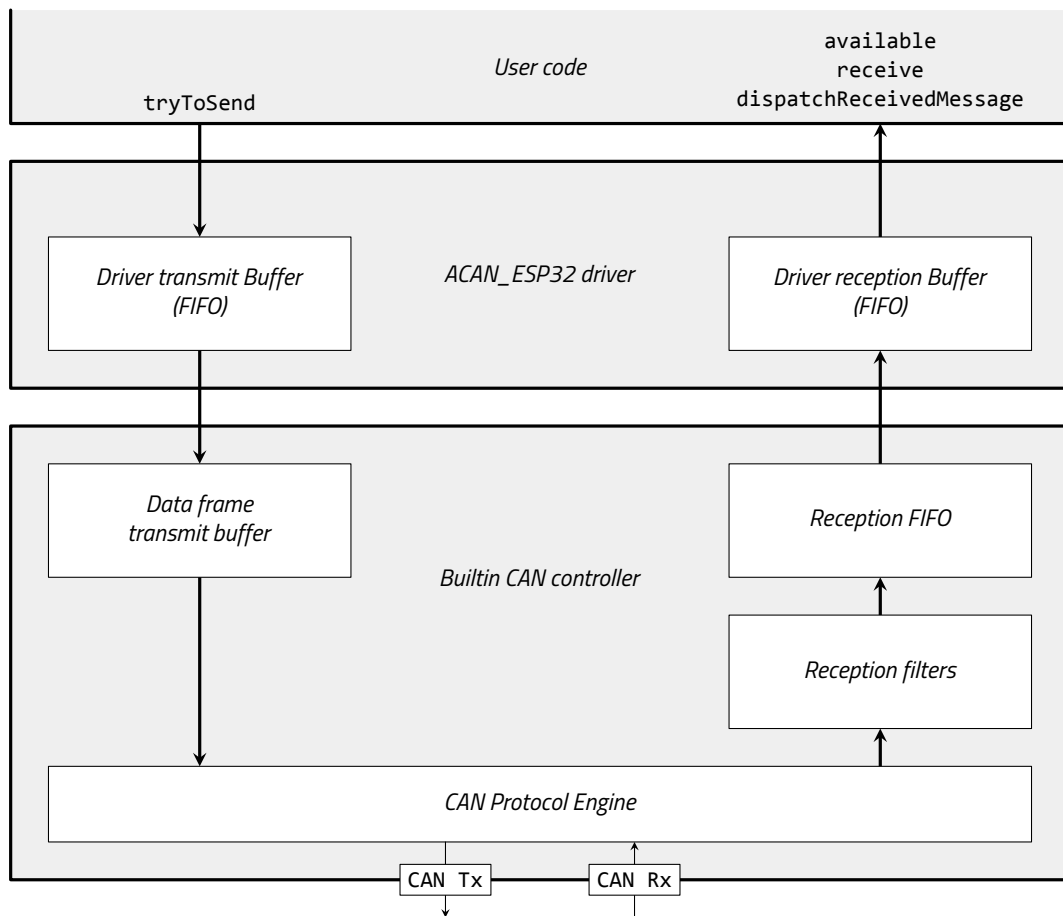 available
User code
receive
tryToSend
dispatchReceivedMessage
Driver transmit Buffer
(FIFO)
ACAN_ESP32 driver
Driver reception Buffer
(FIFO)
Data frame
transmit buffer
Reception FIFO
Builtin CAN controller
Reception filters
CAN Protocol Engine
CAN Tx
CAN Rx